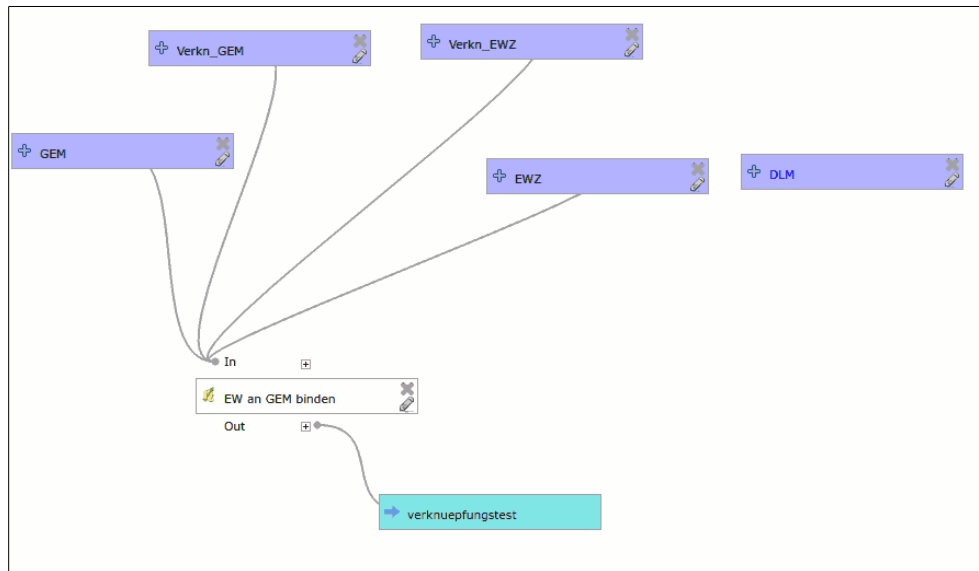 Verkn_GEM
Verkn_EWZ
GEM
EWZ
DLM
In
EW an GEM binden
Out
verknuepfungstest